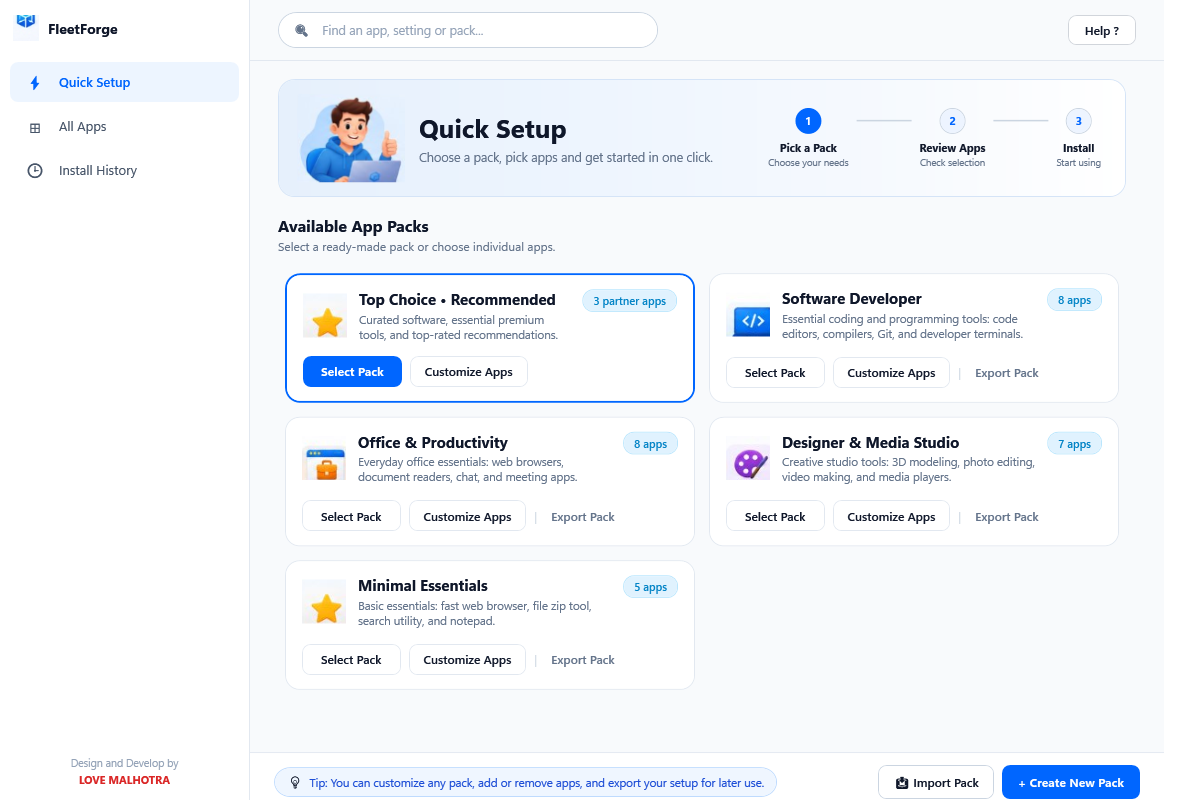 FleetForge
Quick Setup
All Apps
Install History
Design and Develop by
LOVE MALHOTRA
Find an app, setting or pack...
Help ?
Quick Setup
Choose a pack, pick apps and get started in one click.
1
Pick a Pack
Choose your needs
2
Review Apps
Check selection
3
Install
Start using
Available App Packs
Select a ready-made pack or choose individual apps.
Top Choice • Recommended
3 partner apps
Curated software, essential premium
tools, and top-rated recommendations.
Select Pack
Customize Apps
Software Developer
8 apps
Essential coding and programming tools: code
editors, compilers, Git, and developer terminals.
Select Pack
Customize Apps
|
Export Pack
Office & Productivity
8 apps
Everyday office essentials: web browsers,
document readers, chat, and meeting apps.
Select Pack
Customize Apps
|
Export Pack
Designer & Media Studio
7 apps
Creative studio tools: 3D modeling, photo editing,
video making, and media players.
Select Pack
Customize Apps
|
Export Pack
Minimal Essentials
5 apps
Basic essentials: fast web browser, file zip tool,
search utility, and notepad.
Select Pack
Customize Apps
|
Export Pack
Tip: You can customize any pack, add or remove apps, and export your setup for later use.
Import Pack
+ Create New Pack